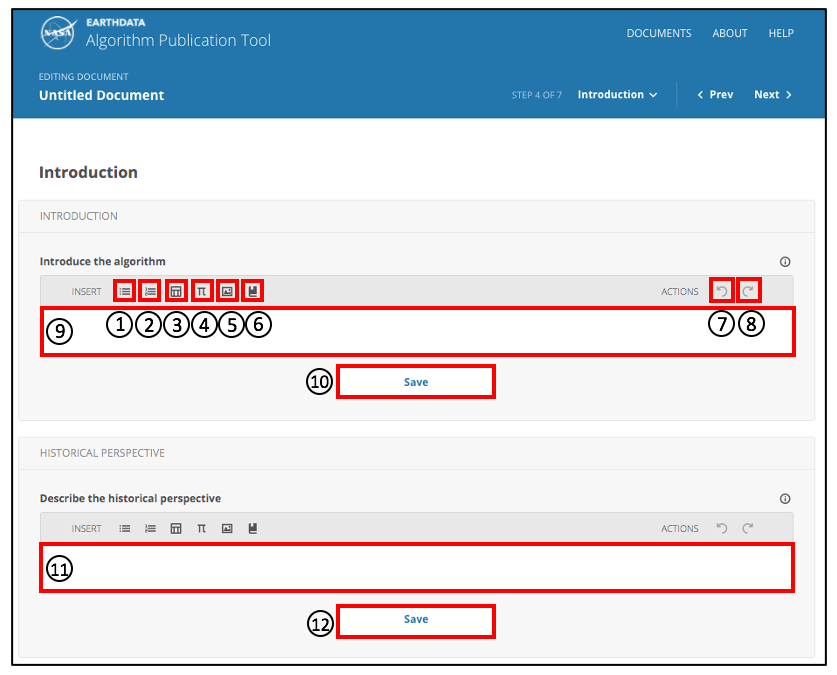 NASA
EARTHDATA
Algorithm Publication Tool
DOCUMENTS ABOUT HELP
EDITING DOCUMENT
Untitled Document
STEP 4 OF 7 Introduction Prev Next
Introduction
INTRODUCTION
Introduce the algorithm
INSERT π ACTIONS
1 2 3 4 5 6 7 8
9
10 Save
HISTORICAL PERSPECTIVE
Describe the historical perspective
INSERT π ACTIONS
11
12 Save